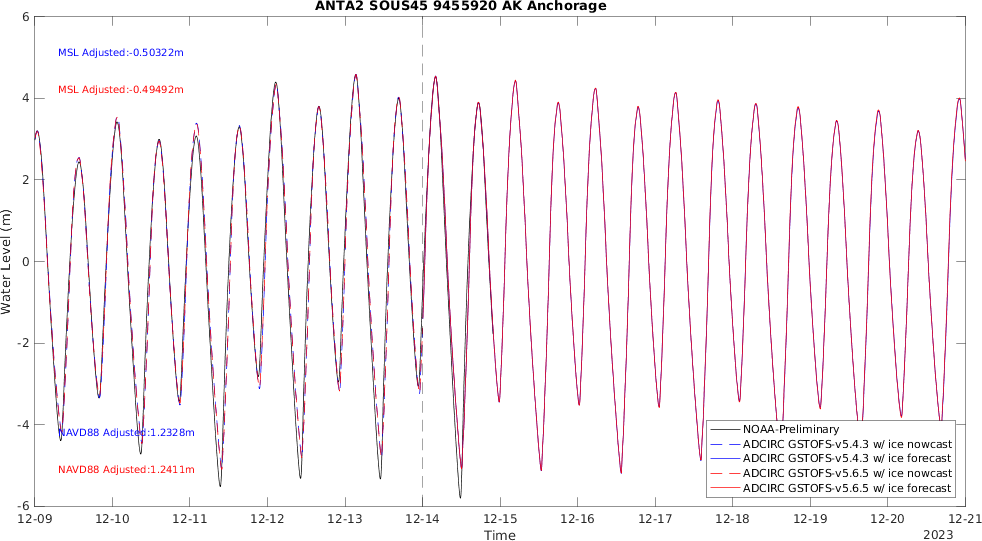 ANTA2 SOUS45 9455920 AK Anchorage
6
MSL Adjusted:-0.50322m
4
MSL Adjusted:-0.49492m
2
Water Level (m)
0
-2
-4
NAVD88 Adjusted:1.2328m
NAVD88 Adjusted:1.2411m
NOAA-Preliminary
ADCIRC GSTOFS-v5.4.3 w/ ice nowcast
ADCIRC GSTOFS-v5.4.3 w/ ice forecast
ADCIRC GSTOFS-v5.6.5 w/ ice nowcast
ADCIRC GSTOFS-v5.6.5 w/ ice forecast
-6
12-09 12-10 12-11 12-12 12-13 12-14 12-15 12-16 12-17 12-18 12-19 12-20 12-21
Time
2023